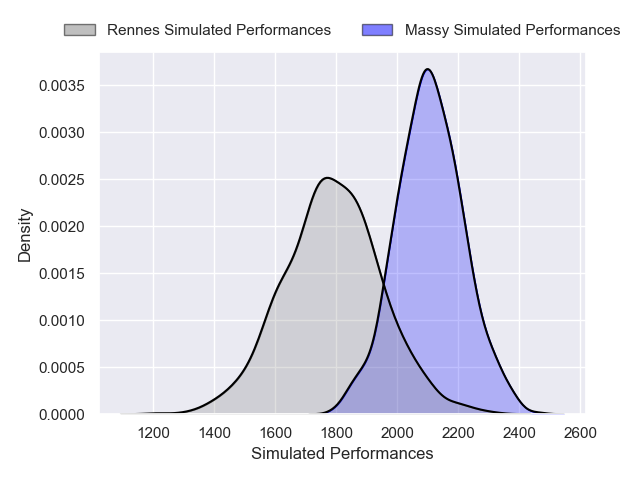 Rennes Simulated Performances
Massy Simulated Performances
0.0035
0.0030
0.0025
0.0020
0.0015
0.0010
0.0005
0.0000
Density
1200 1400 1600 1800 2000 2200 2400 2600
Simulated Performances